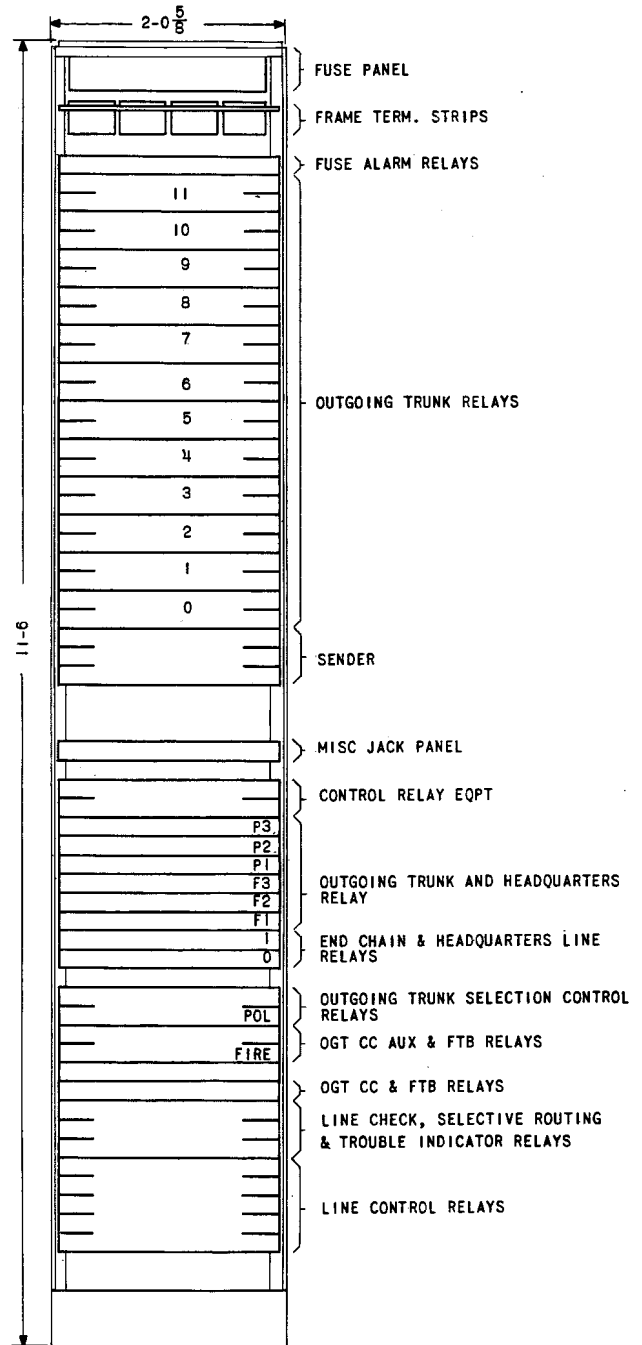 2-0 5/8
FUSE PANEL
FRAME TERM. STRIPS
FUSE ALARM RELAYS
11
10
9
8
7
6
5
4
3
2
1
0
OUTGOING TRUNK RELAYS
11-6
SENDER
MISC JACK PANEL
CONTROL RELAY EQPT
P3
P2
P1
F3
F2
F1
OUTGOING TRUNK AND HEADQUARTERS
RELAY
1
0
END CHAIN & HEADQUARTERS LINE
RELAYS
POL
OUTGOING TRUNK SELECTION CONTROL
RELAYS
FIRE
OGT CC AUX & FTB RELAYS
OGT CC & FTB RELAYS
LINE CHECK, SELECTIVE ROUTING
& TROUBLE INDICATOR RELAYS
LINE CONTROL RELAYS